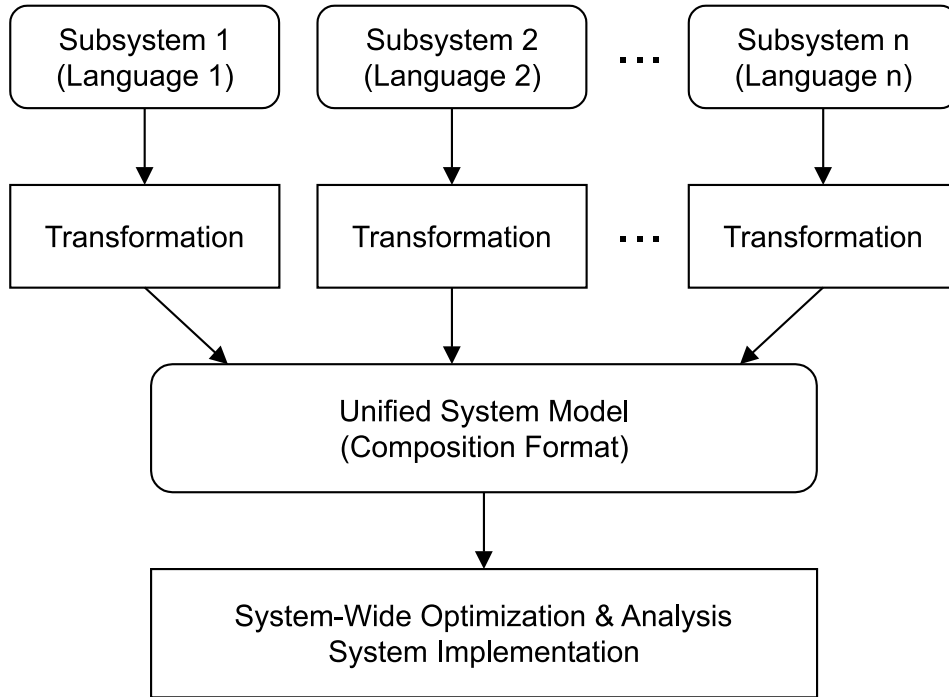 Subsystem 1
(Language 1)
Subsystem 2
(Language 2)
...
Subsystem n
(Language n)
Transformation
Transformation
...
Transformation
Unified System Model
(Composition Format)
System-Wide Optimization & Analysis
System Implementation